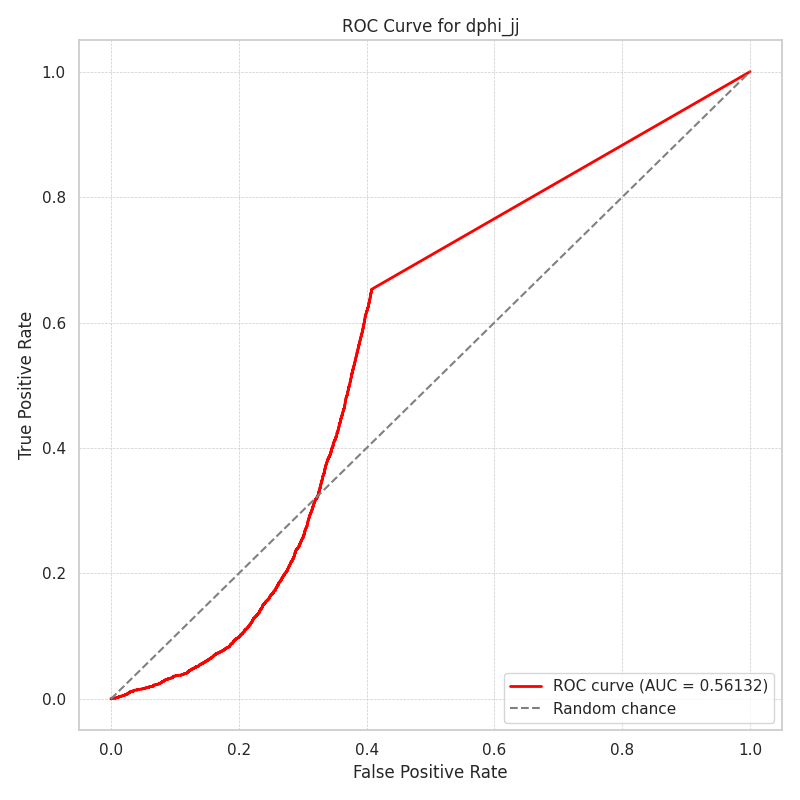 ROC Curve for dphi_jj
True Positive Rate
1.0
0.8
0.6
0.4
0.2
0.0
0.0 0.2 0.4 0.6 0.8 1.0
False Positive Rate
ROC curve (AUC = 0.56132)
Random chance